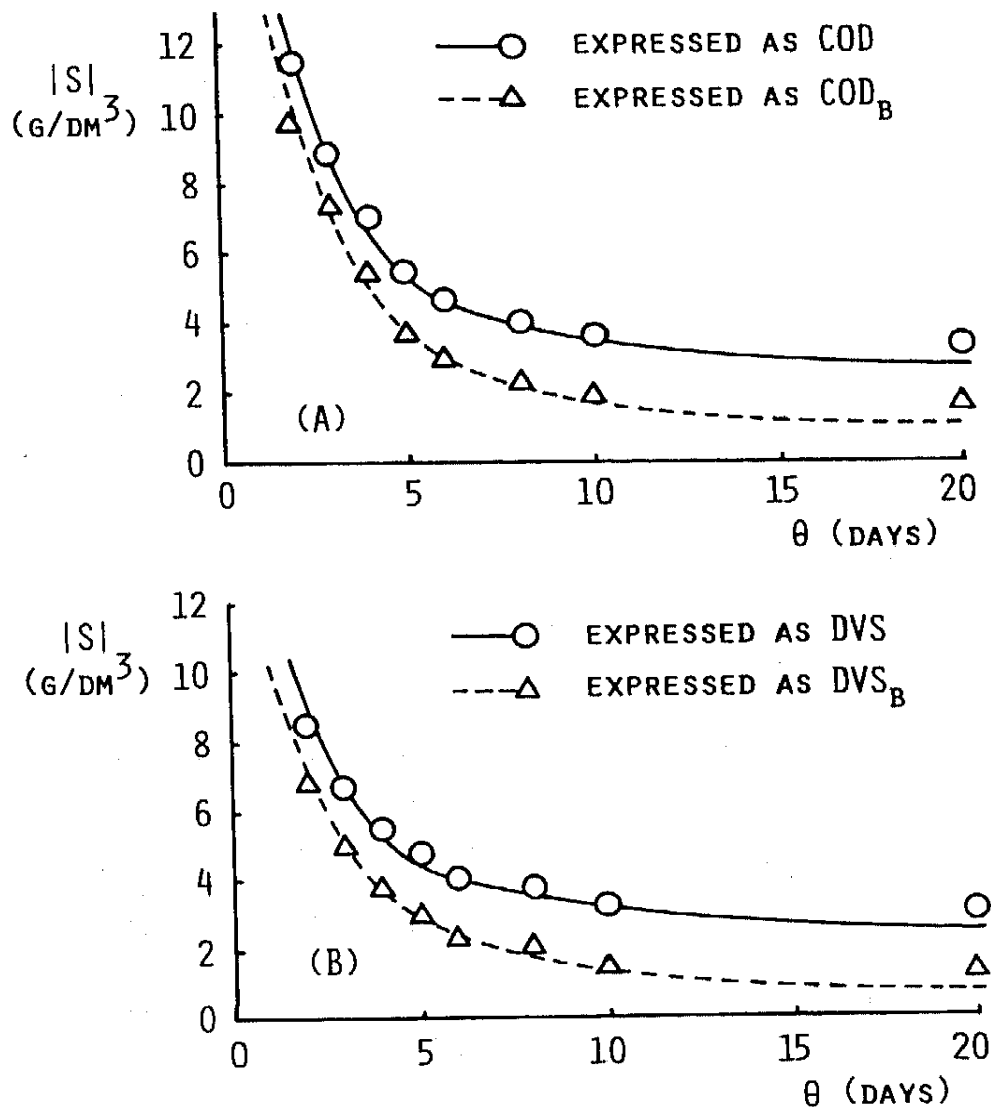 12
10
8
6
4
2
0
|S|
(G/DM³)
EXPRESSED AS COD
EXPRESSED AS COD_B
(A)
0 5 10 15 20
θ (DAYS)
12
10
8
6
4
2
0
|S|
(G/DM³)
EXPRESSED AS DVS
EXPRESSED AS DVS_B
(B)
0 5 10 15 20
θ (DAYS)